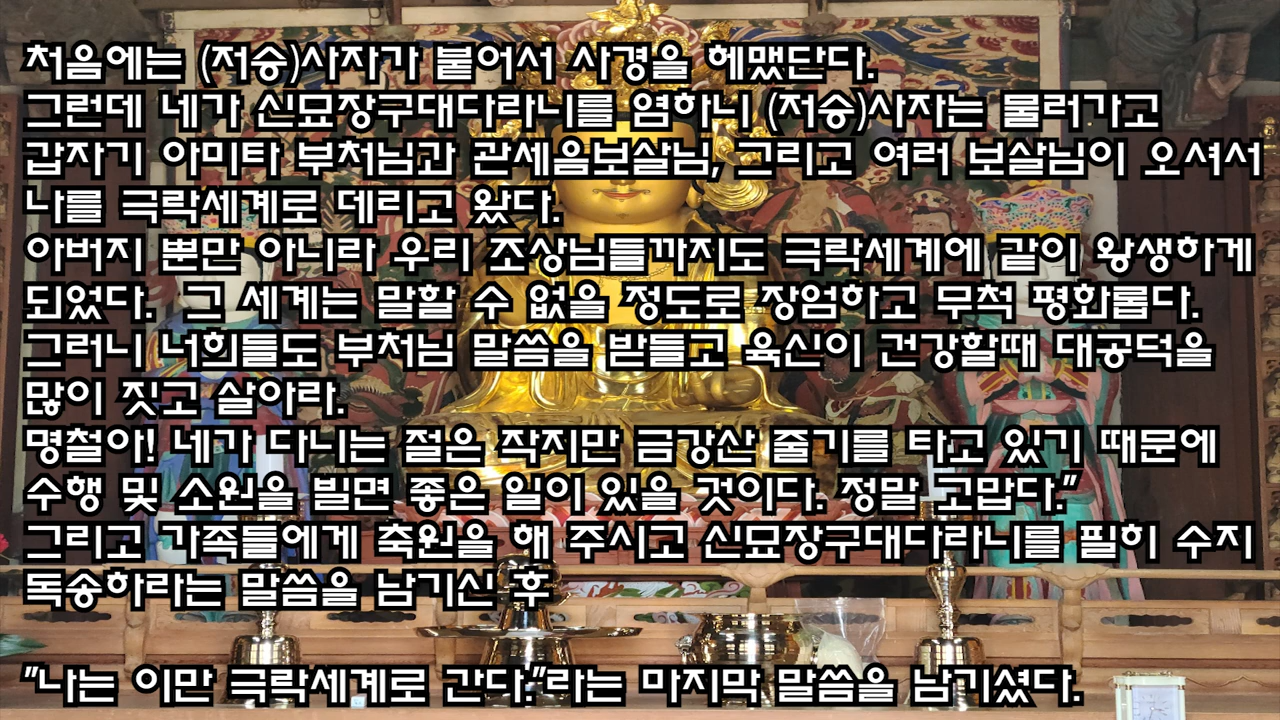 처음에는 (저승)사자가 붙어서 사경을 헤맸단다.
그런데 네가 신묘장구대다라니를 염하니 (저승)사자는 물러가고
갑자기 아미타 부처님과 관세음보살님, 그리고 여러 보살님이 오셔서
나를 극락세계로 데리고 왔다.
아버지 뿐만 아니라 우리 조상님들까지도 극락세계에 같이 왕생하게
되었다. 그 세계는 말할 수 없을 정도로 장엄하고 무척 평화롭다.
그러니 너희들도 부처님 말씀을 받들고 육신이 건강할때 대공덕을
많이 짓고 살아라.
명철아! 네가 다니는 절은 작지만 금강산 줄기를 타고 있기 때문에
수행 및 소원을 빌면 좋은 일이 있을 것이다. 정말 고맙다."
그리고 가족들에게 축원을 해 주시고 신묘장구대다라니를 필히 수지
독송하라는 말씀을 남기신 후
"나는 이만 극락세계로 간다."라는 마지막 말씀을 남기셨다.